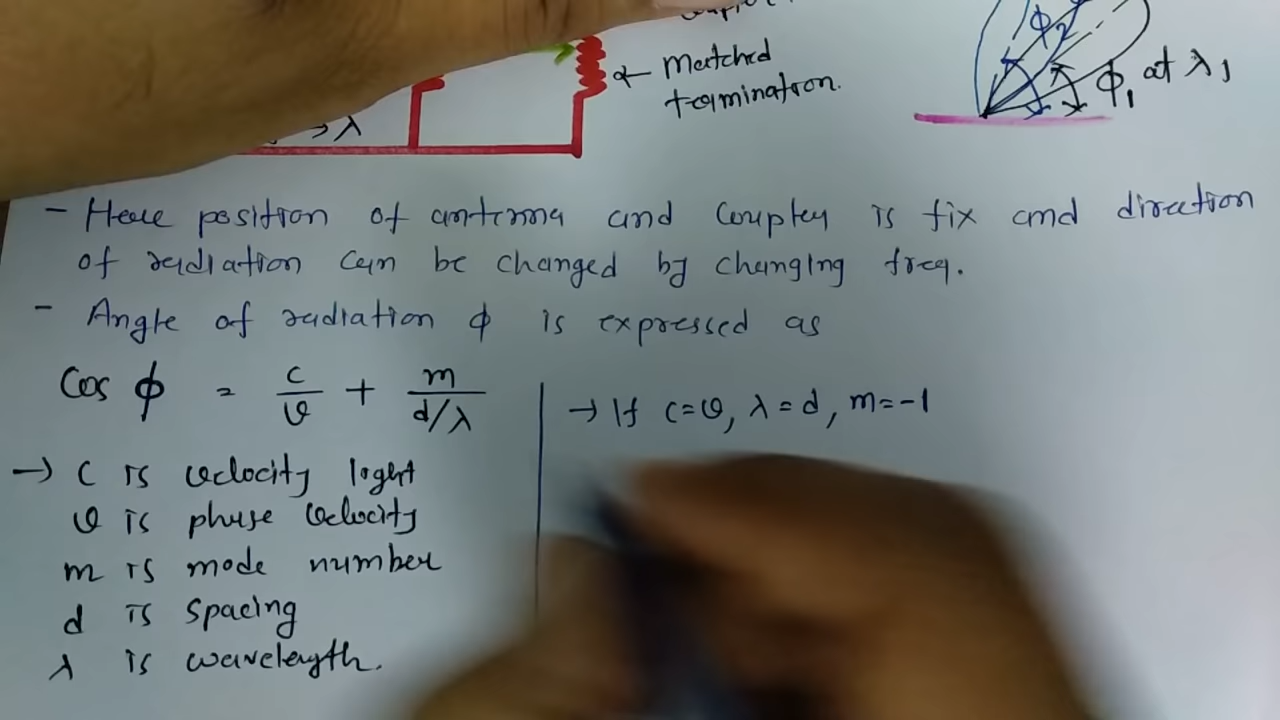 ϕ2
← Matched
termination.
ϕ1 at λ1
→ λ
- Here position of antenna and coupler is fix and direction
of radiation can be changed by changing freq.
- Angle of radiation ϕ is expressed as
Cos ϕ = c/v + m/(d/λ)
→ If c=v, λ=d, m=-1
→ C is velocity light
v is phase velocity
m is mode number
d is spacing
λ is wavelength.